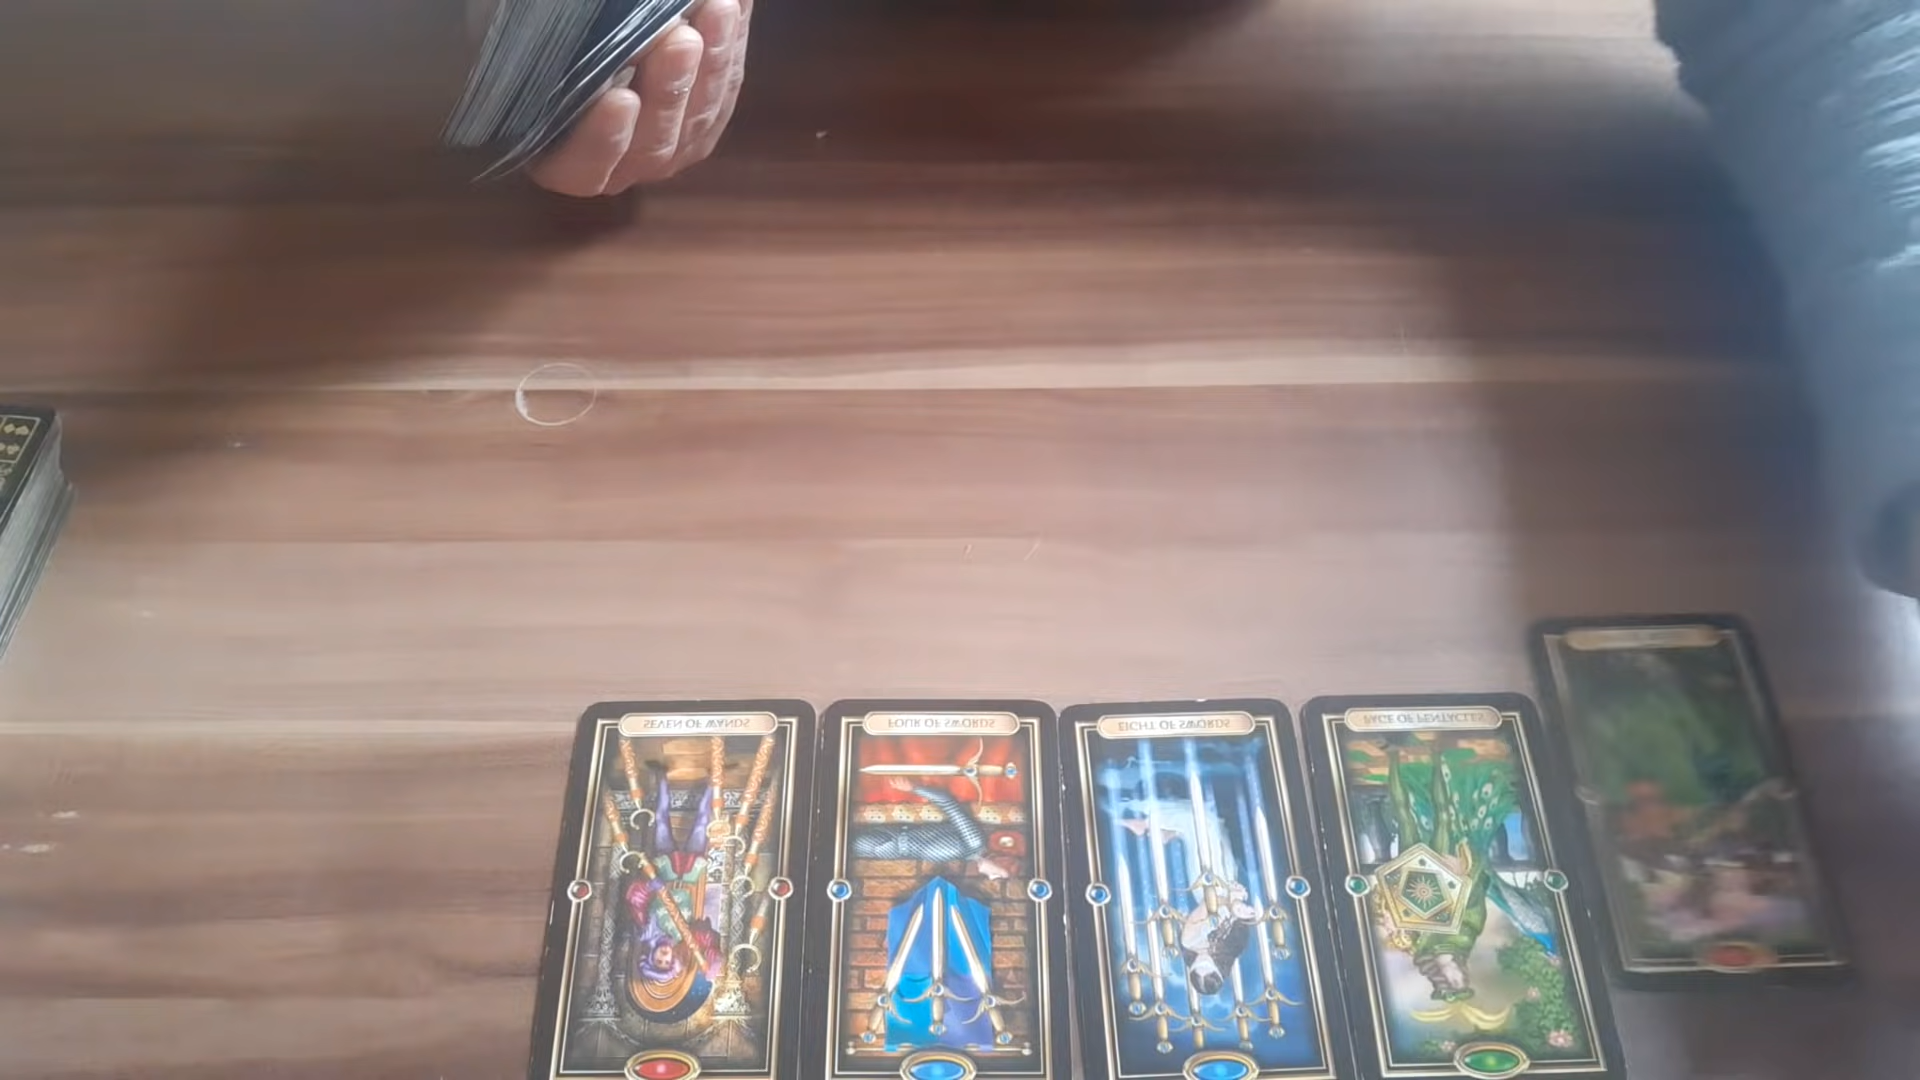 SEVEN OF WANDS
FOUR OF SWORDS
EIGHT OF SWORDS
PAGE OF PENTACLES